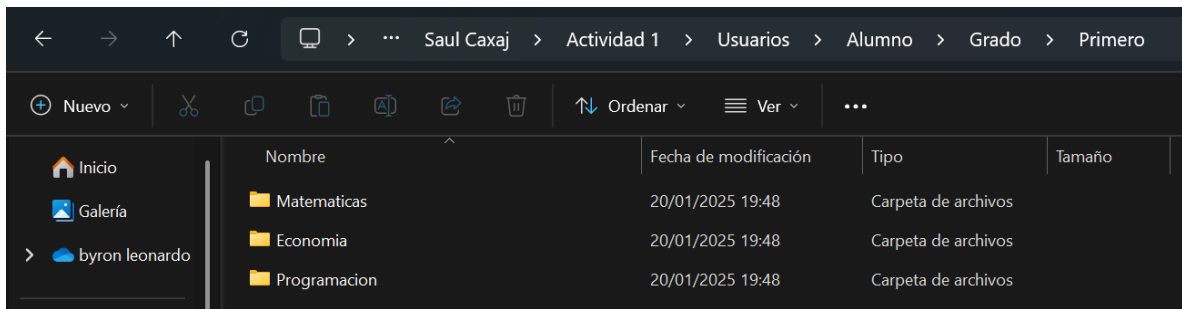 Saul Caxaj > Actividad 1 > Usuarios > Alumno > Grado > Primero
Nuevo Ordenar Ver
Inicio
Galería
byron leonardo
Nombre Fecha de modificación Tipo Tamaño
Matematicas 20/01/2025 19:48 Carpeta de archivos
Economia 20/01/2025 19:48 Carpeta de archivos
Programacion 20/01/2025 19:48 Carpeta de archivos